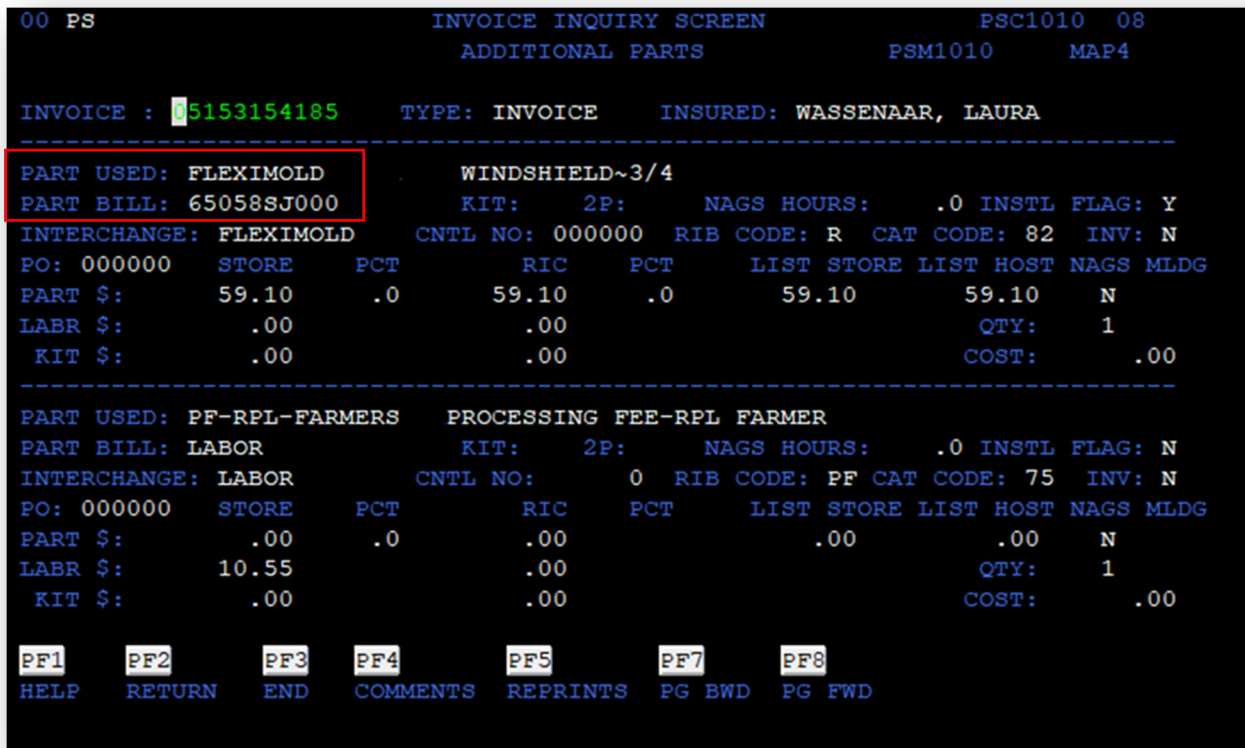 00 PS INVOICE INQUIRY SCREEN PSC1010 08
ADDITIONAL PARTS PSM1010 MAP4
INVOICE : 05153154185 TYPE: INVOICE INSURED: WASSENAAR, LAURA
PART USED: FLEXIMOLD WINDSHIELD~3/4
PART BILL: 65058SJ000 KIT: 2P: NAGS HOURS: .0 INSTL FLAG: Y
INTERCHANGE: FLEXIMOLD CNTL NO: 000000 RIB CODE: R CAT CODE: 82 INV: N
PO: 000000 STORE PCT RIC PCT LIST STORE LIST HOST NAGS MLDG
PART $: 59.10 .0 59.10 .0 59.10 59.10 N
LABR $: .00 .00 QTY: 1
KIT $: .00 .00 COST: .00
PART USED: PF-RPL-FARMERS PROCESSING FEE-RPL FARMER
PART BILL: LABOR KIT: 2P: NAGS HOURS: .0 INSTL FLAG: N
INTERCHANGE: LABOR CNTL NO: 0 RIB CODE: PF CAT CODE: 75 INV: N
PO: 000000 STORE PCT RIC PCT LIST STORE LIST HOST NAGS MLDG
PART $: .00 .0 .00 .00 .00 N
LABR $: 10.55 .00 QTY: 1
KIT $: .00 .00 COST: .00
PF1 PF2 PF3 PF4 PF5 PF7 PF8
HELP RETURN END COMMENTS REPRINTS PG BWD PG FWD